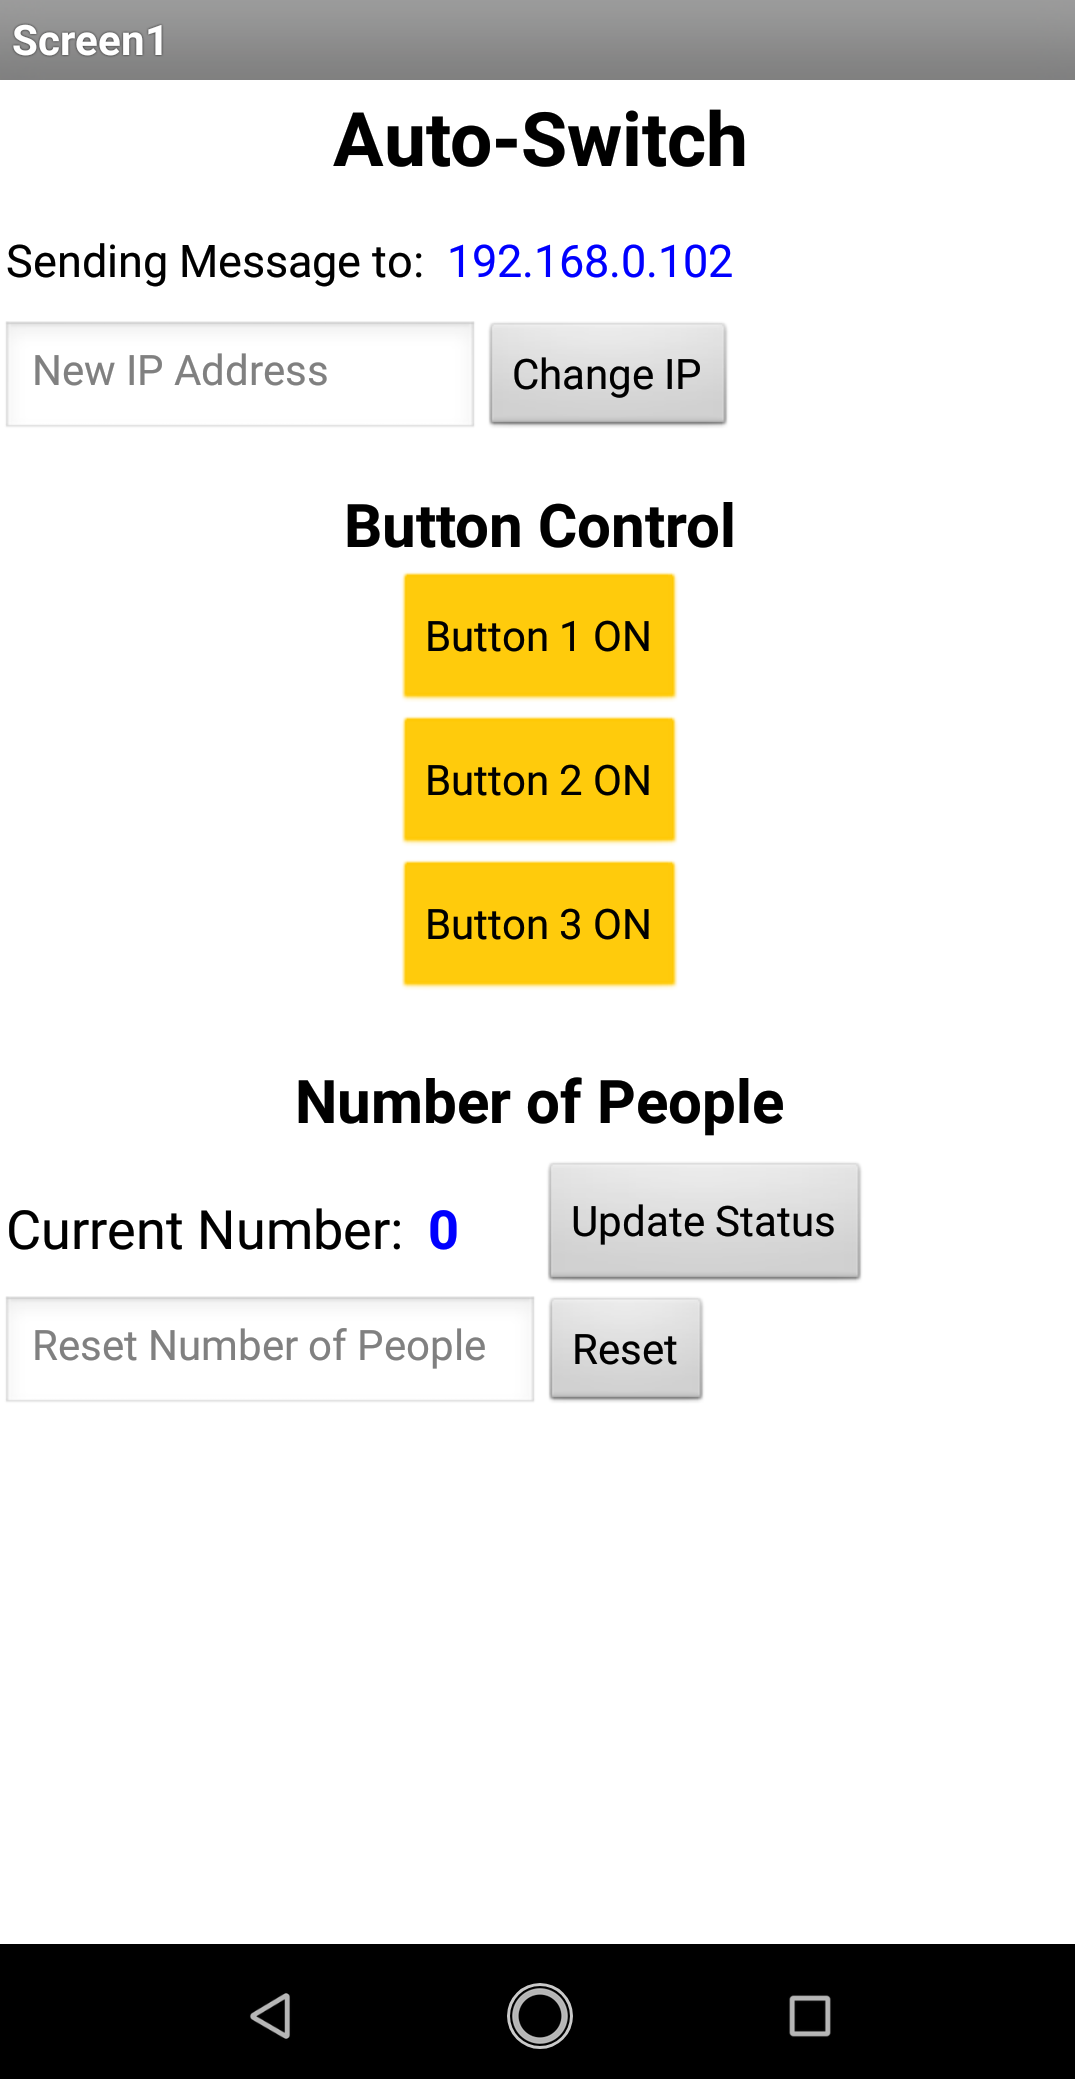 Screen1
Auto-Switch
Sending Message to: 192.168.0.102
New IP Address Change IP
Button Control
Button 1 ON
Button 2 ON
Button 3 ON
Number of People
Current Number: 0 Update Status
Reset Number of People Reset